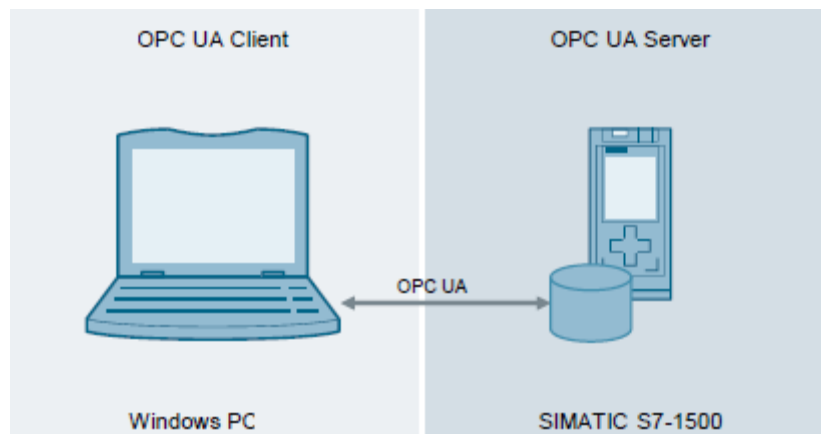 OPC UA Client
OPC UA Server
OPC UA
Windows PC
SIMATIC S7-1500